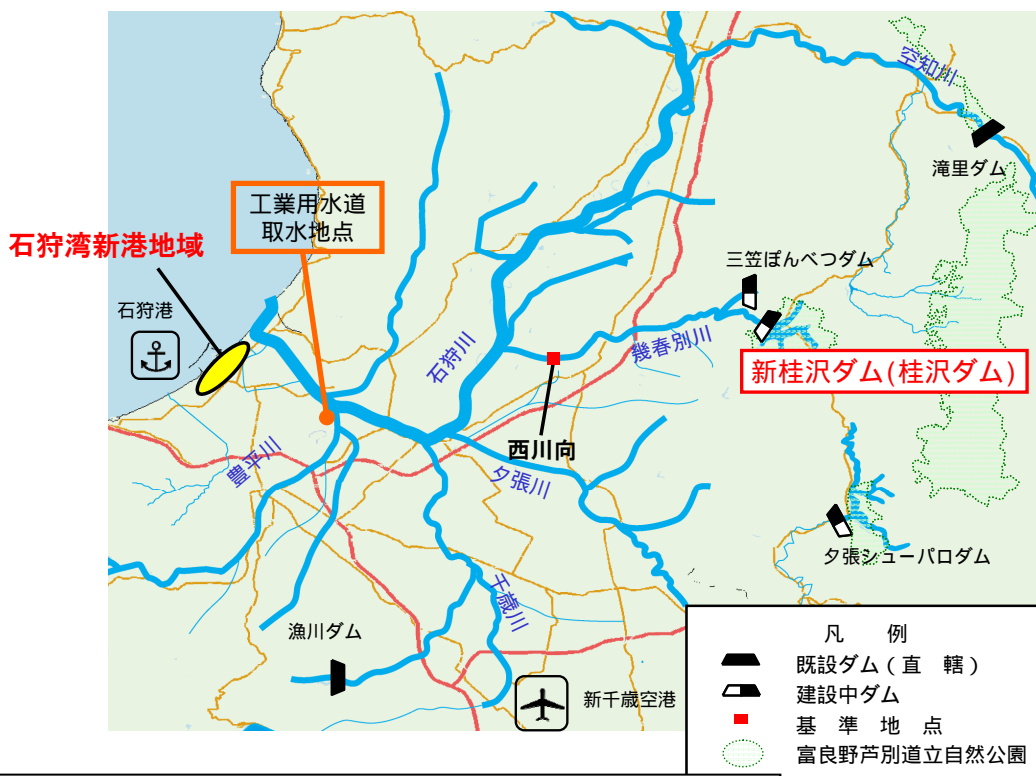 空知川
滝里ダム
工業用水道
取水地点
石狩湾新港地域
三笠ぽんべつダム
石狩港
石狩川
幾春別川
新桂沢ダム(桂沢ダム)
西川向
豊平川
夕張川
夕張シューパロダム
千歳川
漁川ダム
新千歳空港
凡 例
既設ダム(直 轄)
建設中ダム
基 準 地 点
富良野芦別道立自然公園